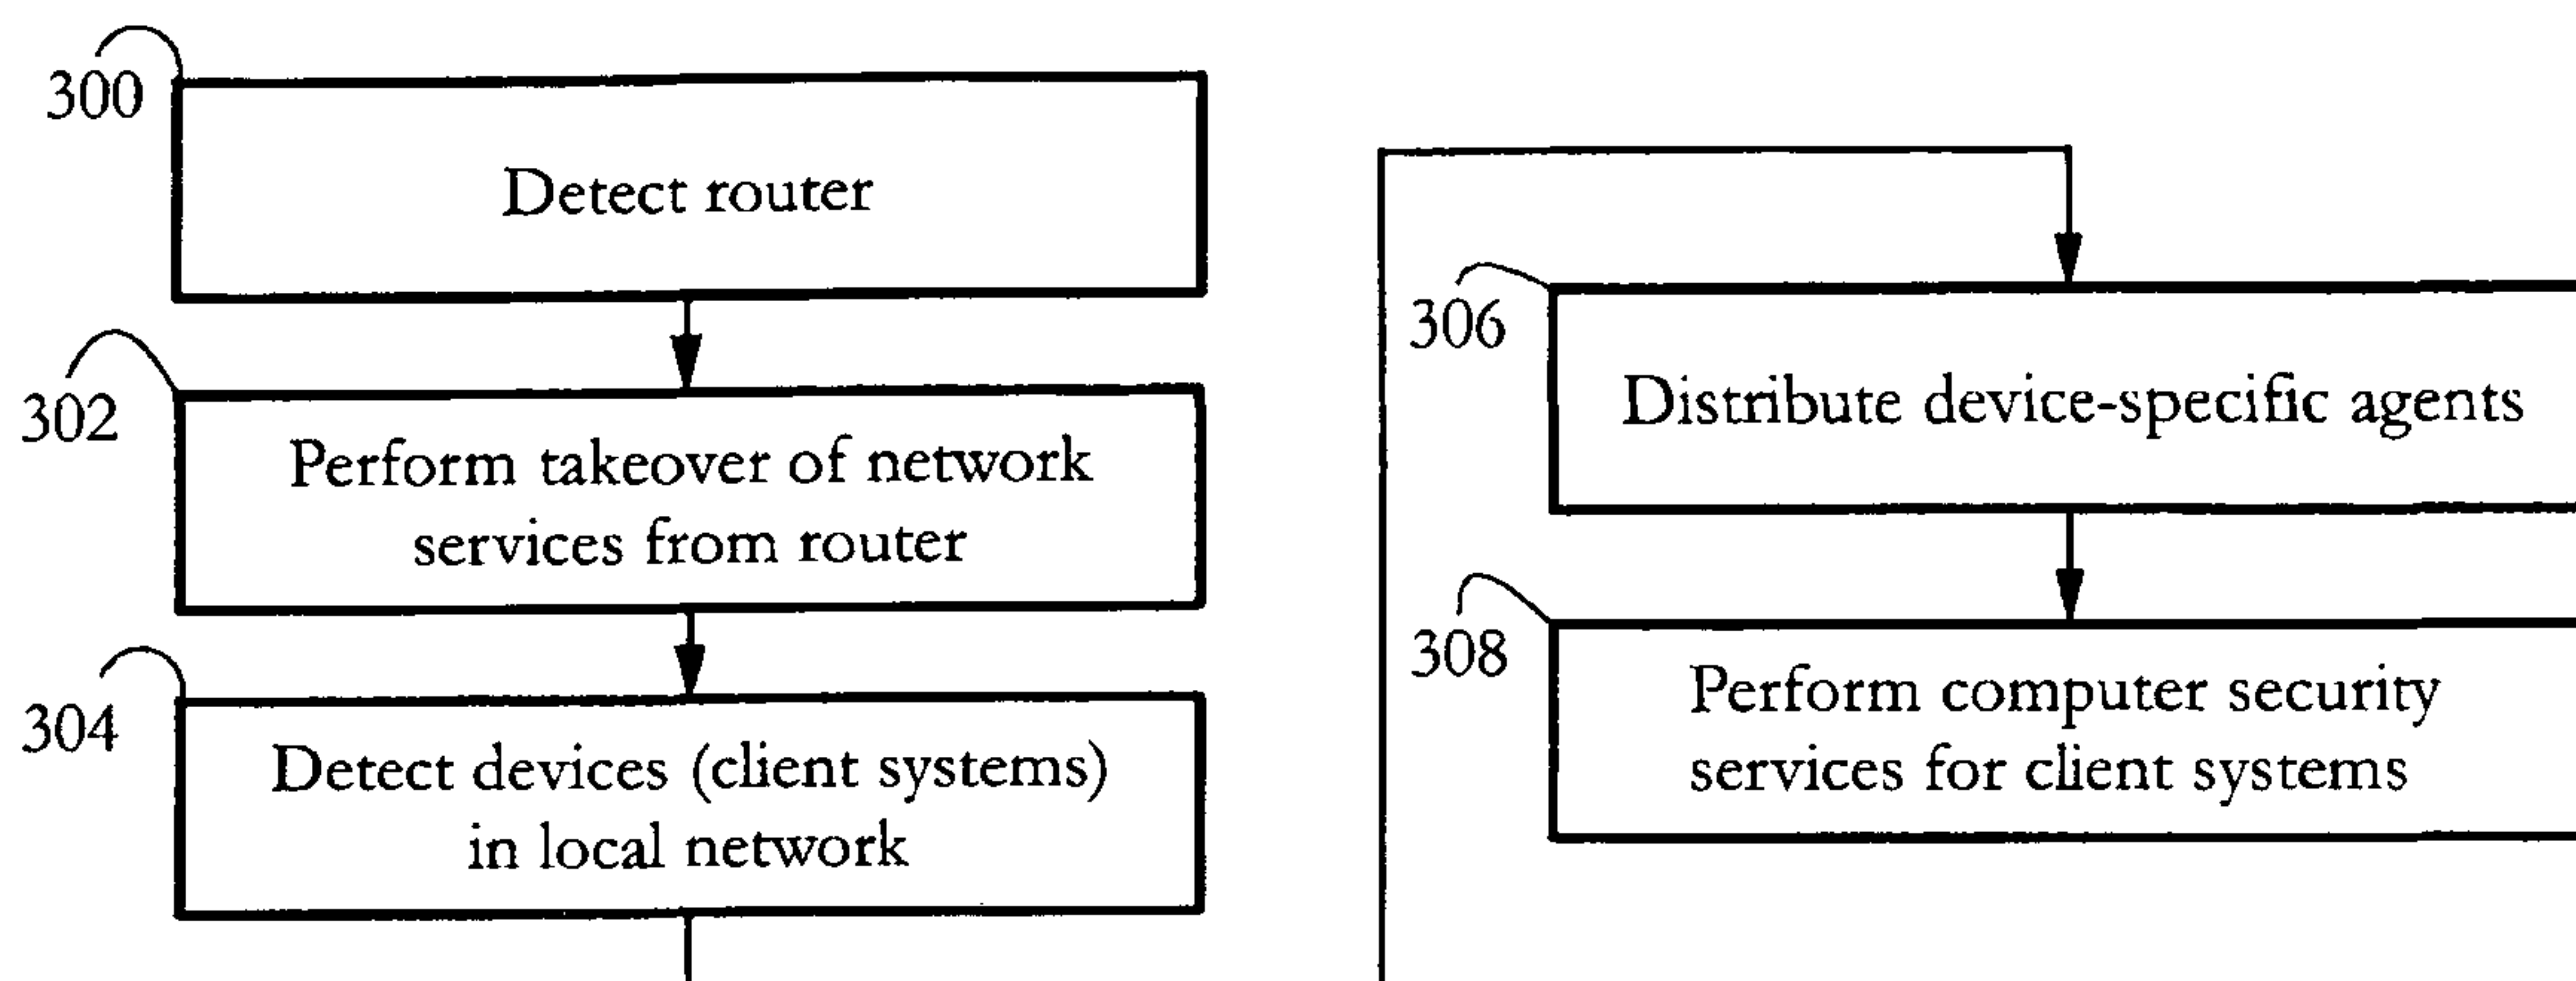 300
Detect router
302
Perform takeover of network
services from router
304
Detect devices (client systems)
in local network
306
Distribute device-specific agents
308
Perform computer security
services for client systems